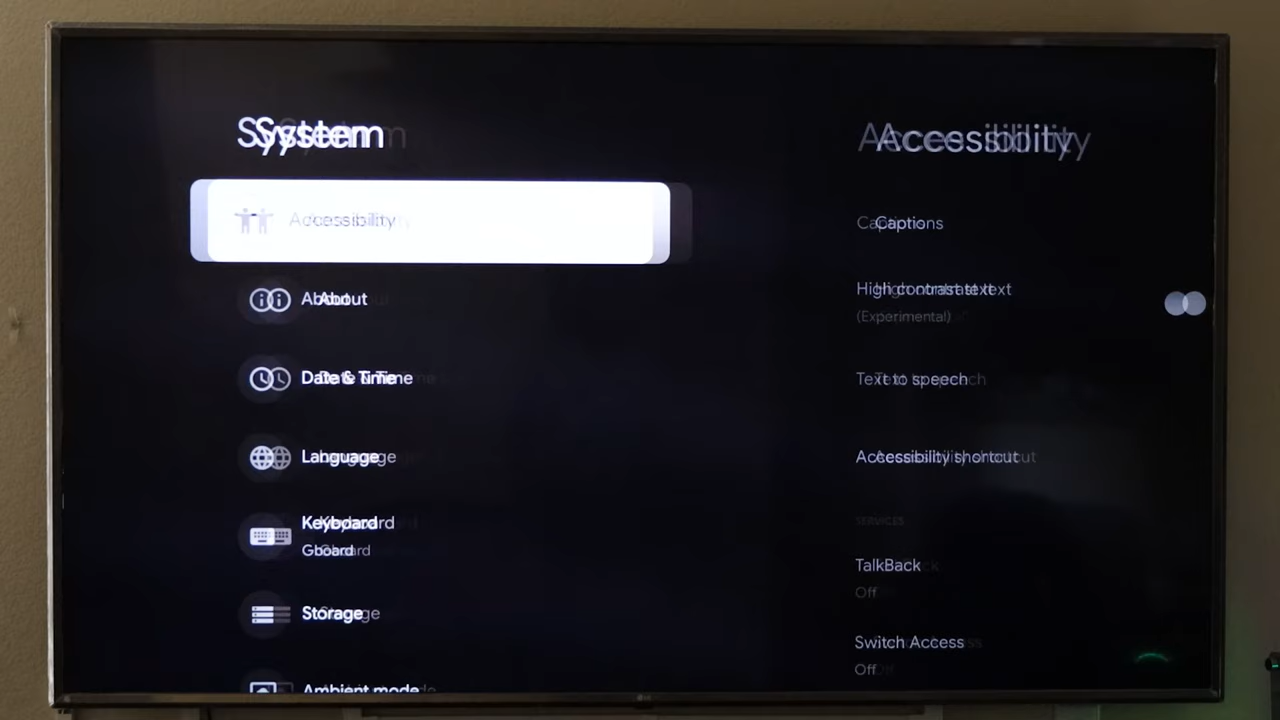 System
Accessibility
About
Date & Time
Language
Keyboard
Gboard
Storage
Ambient mode
Accessibility
Captions
High contrast text
(Experimental)
Text to speech
Accessibility shortcut
SERVICES
TalkBack
Off
Switch Access
Off
LG